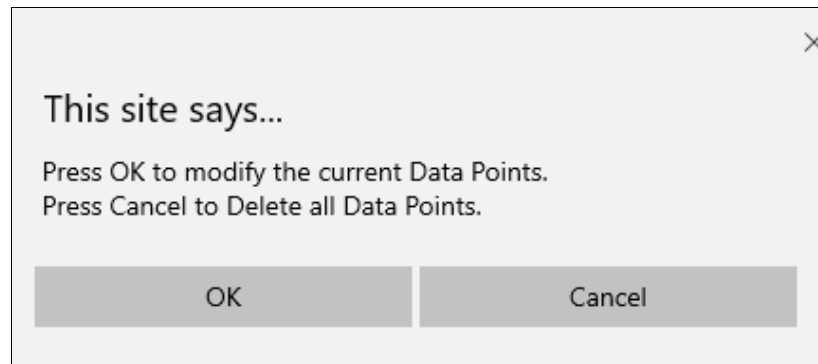 This site says...
Press OK to modify the current Data Points.
Press Cancel to Delete all Data Points.
OK
Cancel